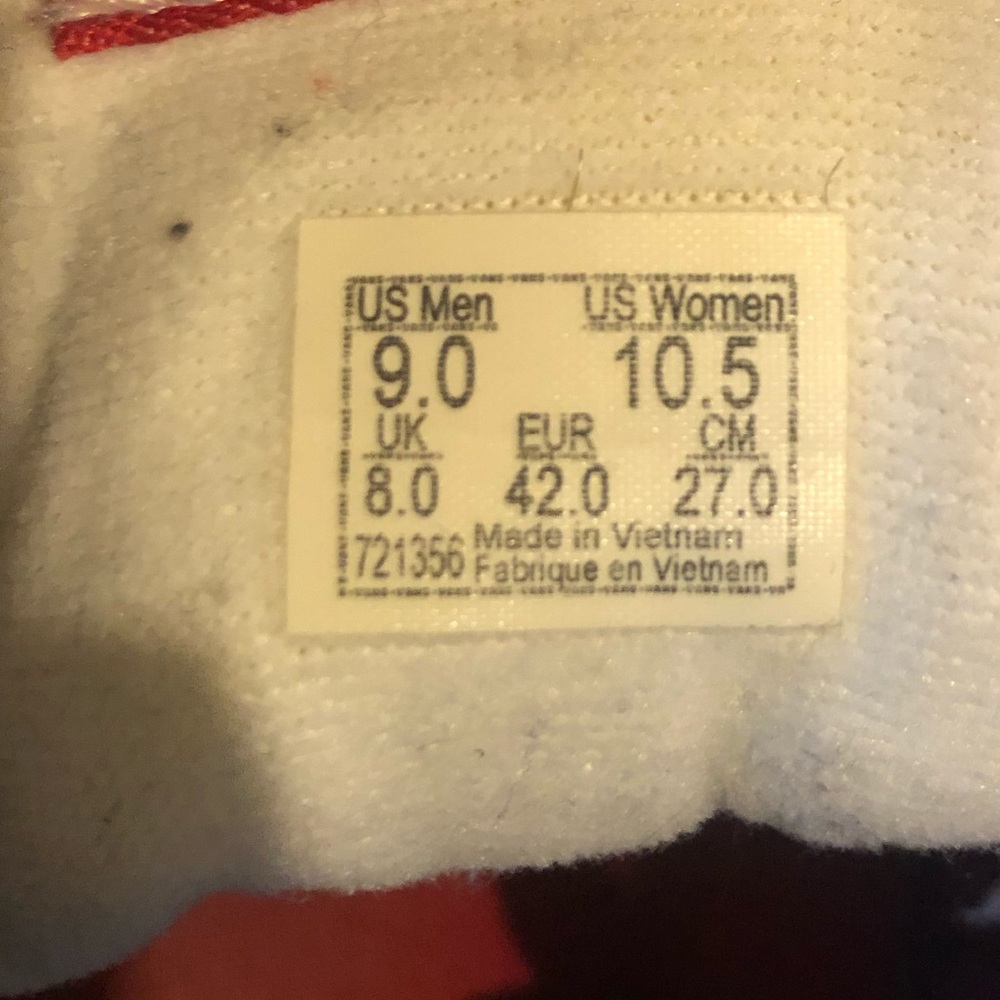 US Men US Women
9.0 10.5
UK EUR CM
8.0 42.0 27.0
721356 Made in Vietnam
Fabrique en Vietnam